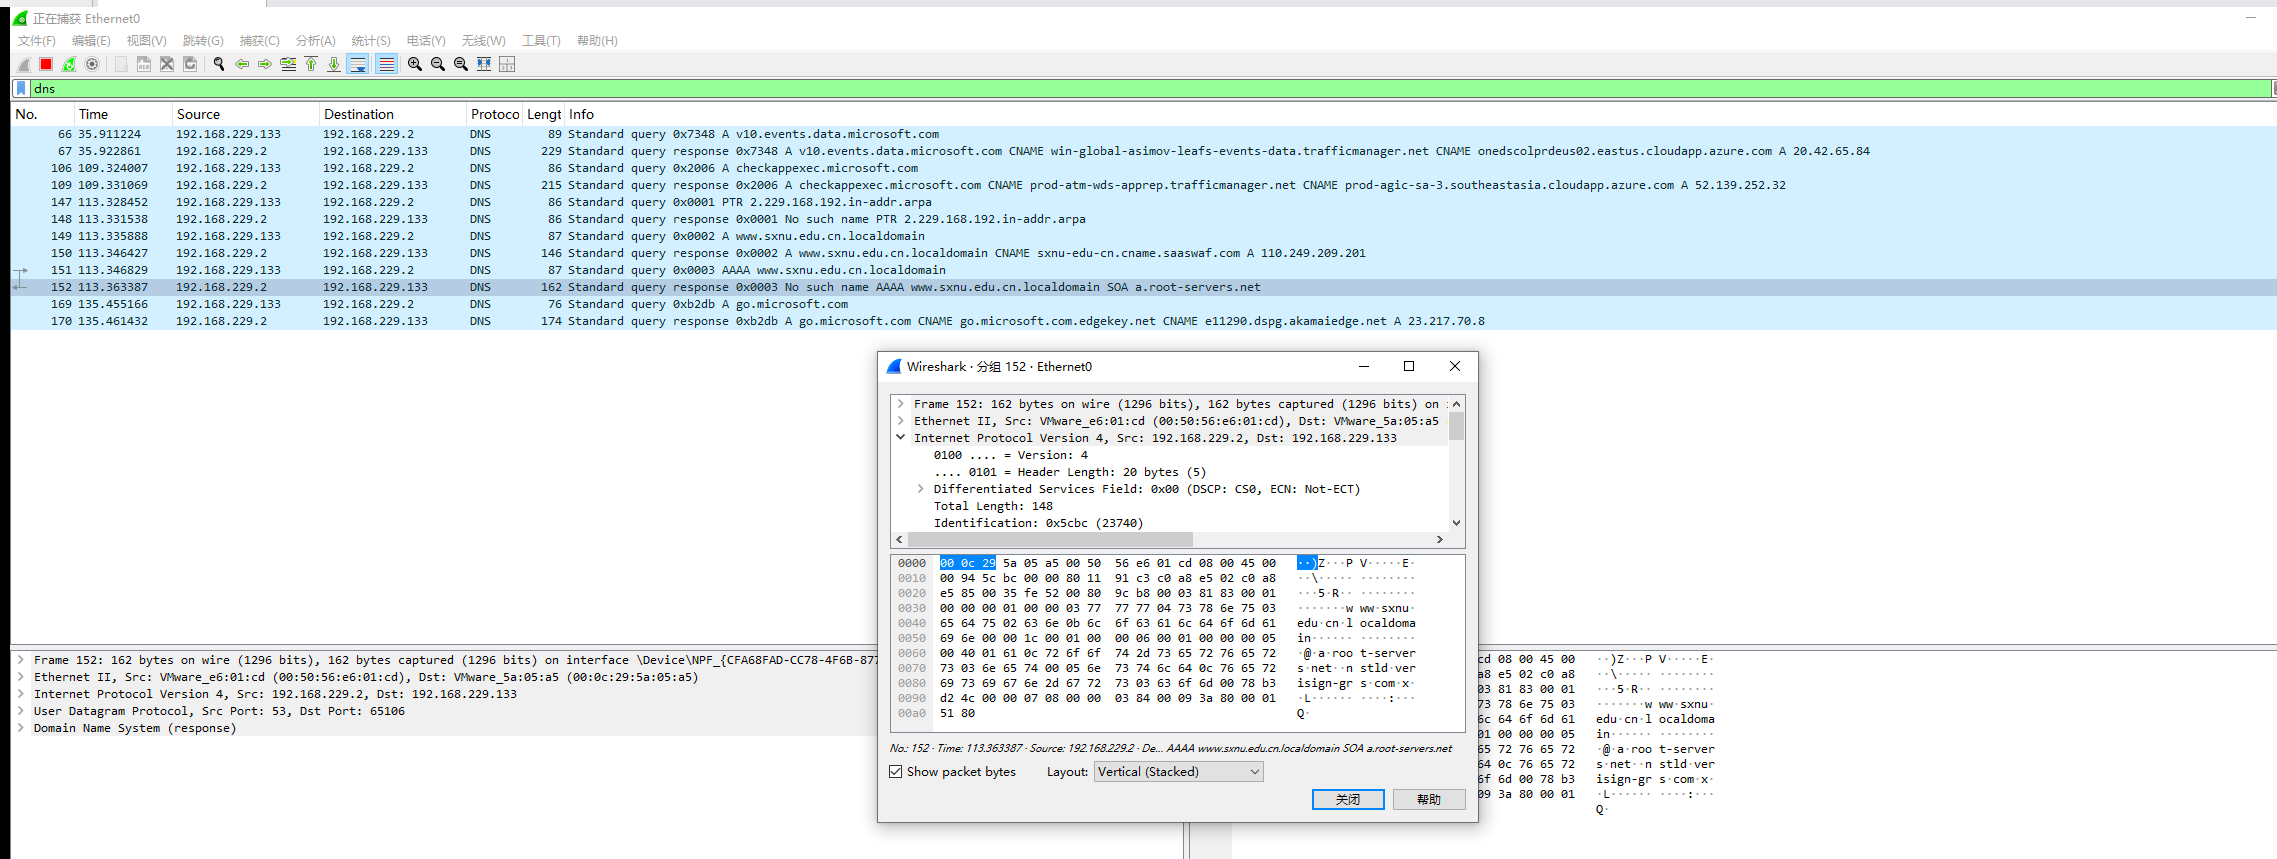 正在捕获 Ethernet0
文件(F) 编辑(E) 视图(V) 跳转(G) 捕获(C) 分析(A) 统计(S) 电话(Y) 无线(W) 工具(T) 帮助(H)
dns
No. Time Source Destination Protoco Lengt Info
66 35.911224 192.168.229.133 192.168.229.2 DNS 89 Standard query 0x7348 A v10.events.data.microsoft.com
67 35.922861 192.168.229.2 192.168.229.133 DNS 229 Standard query response 0x7348 A v10.events.data.microsoft.com CNAME win-global-asimov-leafs-events-data.trafficmanager.net CNAME onedscolprdeus02.eastus.cloudapp.azure.com A 20.42.65.84
106 109.324007 192.168.229.133 192.168.229.2 DNS 86 Standard query 0x2006 A checkappexec.microsoft.com
109 109.331069 192.168.229.2 192.168.229.133 DNS 215 Standard query response 0x2006 A checkappexec.microsoft.com CNAME prod-atm-wds-apprep.trafficmanager.net CNAME prod-agic-sa-3.southeastasia.cloudapp.azure.com A 52.139.252.32
147 113.328452 192.168.229.133 192.168.229.2 DNS 86 Standard query 0x0001 PTR 2.229.168.192.in-addr.arpa
148 113.331538 192.168.229.2 192.168.229.133 DNS 86 Standard query response 0x0001 No such name PTR 2.229.168.192.in-addr.arpa
149 113.335888 192.168.229.133 192.168.229.2 DNS 87 Standard query 0x0002 A www.sxnu.edu.cn.localdomain
150 113.346427 192.168.229.2 192.168.229.133 DNS 146 Standard query response 0x0002 A www.sxnu.edu.cn.localdomain CNAME sxnu-edu-cn.cname.saaswaf.com A 110.249.209.201
151 113.346829 192.168.229.133 192.168.229.2 DNS 87 Standard query 0x0003 AAAA www.sxnu.edu.cn.localdomain
152 113.363387 192.168.229.2 192.168.229.133 DNS 162 Standard query response 0x0003 No such name AAAA www.sxnu.edu.cn.localdomain SOA a.root-servers.net
169 135.455166 192.168.229.133 192.168.229.2 DNS 76 Standard query 0xb2db A go.microsoft.com
170 135.461432 192.168.229.2 192.168.229.133 DNS 174 Standard query response 0xb2db A go.microsoft.com CNAME go.microsoft.com.edgekey.net CNAME e11290.dspg.akamaiedge.net A 23.217.70.8
Wireshark · 分组 152 · Ethernet0
Frame 152: 162 bytes on wire (1296 bits), 162 bytes captured (1296 bits) on
Ethernet II, Src: VMware_e6:01:cd (00:50:56:e6:01:cd), Dst: VMware_5a:05:a5
Internet Protocol Version 4, Src: 192.168.229.2, Dst: 192.168.229.133
0100 .... = Version: 4
.... 0101 = Header Length: 20 bytes (5)
Differentiated Services Field: 0x00 (DSCP: CS0, ECN: Not-ECT)
Total Length: 148
Identification: 0x5cbc (23740)
0000 00 0c 29 5a 05 a5 00 50 56 e6 01 cd 08 00 45 00 ··)Z···P V·····E·
0010 00 94 5c bc 00 00 80 11 91 c3 c0 a8 e5 02 c0 a8 ··\····· ········
0020 e5 85 00 35 fe 52 00 80 9c b8 00 03 81 83 00 01 ···5·R·· ········
0030 00 00 00 01 00 00 03 77 77 77 04 73 78 6e 75 03 ·······w ww·sxnu·
0040 65 64 75 02 63 6e 0b 6c 6f 63 61 6c 64 6f 6d 61 edu·cn·l ocaldoma
0050 69 6e 00 00 1c 00 01 00 00 06 00 01 00 00 00 05 in······ ········
0060 00 40 01 61 0c 72 6f 6f 74 2d 73 65 72 76 65 72 ·@·a·roo t-server
0070 73 03 6e 65 74 00 05 6e 73 74 6c 64 0c 76 65 72 s·net··n stld·ver
0080 69 73 69 67 6e 2d 67 72 73 03 63 6f 6d 00 78 b3 isign-gr s·com·x·
0090 d2 4c 00 00 07 08 00 00 03 84 00 09 3a 80 00 01 ·L······ ····:···
00a0 51 80 Q·
No.: 152 · Time: 113.363387 · Source: 192.168.229.2 · De... AAAA www.sxnu.edu.cn.localdomain SOA a.root-servers.net
Show packet bytes Layout: Vertical (Stacked)
关闭 帮助
Frame 152: 162 bytes on wire (1296 bits), 162 bytes captured (1296 bits) on interface \Device\NPF_{CFA68FAD-CC78-4F6B-877
Ethernet II, Src: VMware_e6:01:cd (00:50:56:e6:01:cd), Dst: VMware_5a:05:a5 (00:0c:29:5a:05:a5)
Internet Protocol Version 4, Src: 192.168.229.2, Dst: 192.168.229.133
User Datagram Protocol, Src Port: 53, Dst Port: 65106
Domain Name System (response)
cd 08 00 45 00 ··)Z···P V·····E·
a8 e5 02 c0 a8 ··\····· ········
03 81 83 00 01 ···5·R·· ········
73 78 6e 75 03 ·······w ww·sxnu·
6c 64 6f 6d 61 edu·cn·l ocaldoma
01 00 00 00 05 in······ ········
65 72 76 65 72 ·@·a·roo t-server
64 0c 76 65 72 s·net··n stld·ver
6f 6d 00 78 b3 isign-gr s·com·x·
09 3a 80 00 01 ·L······ ····:···
Q·